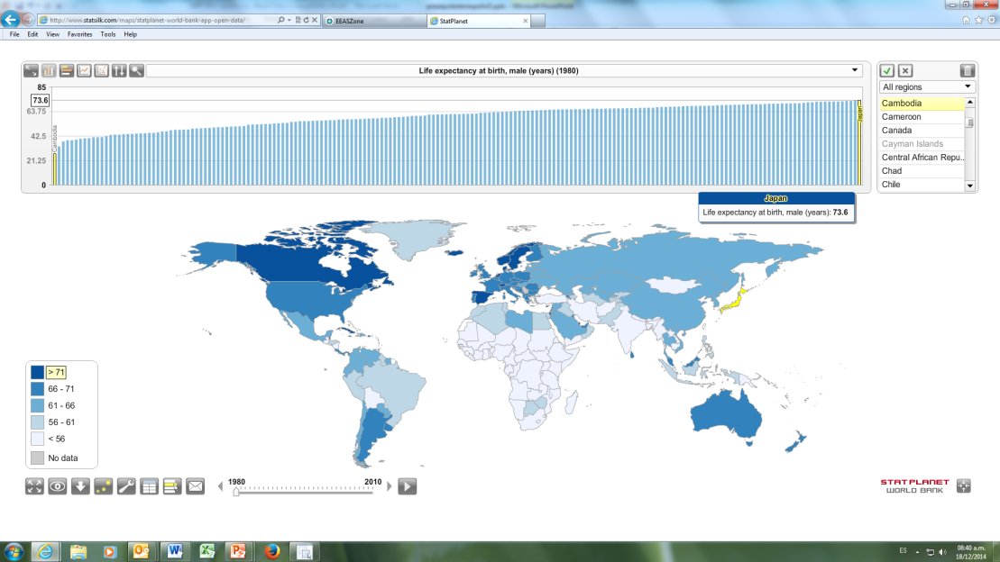 http://www.statsilk.com/maps/statplanet-world-bank-app-open-data/
EEASZone
StatPlanet
File Edit View Favorites Tools Help
Life expectancy at birth, male (years) (1980)
85
73.6
63.75
42.5
21.25
0
Cambodia
Japan
All regions
Cambodia
Cameroon
Canada
Cayman Islands
Central African Repu..
Chad
Chile
Japan
Life expectancy at birth, male (years): 73.6
> 71
66 - 71
61 - 66
56 - 61
< 56
No data
1980 2010
STATPLANET
WORLD BANK
ES
08:40 a.m.
18/12/2014